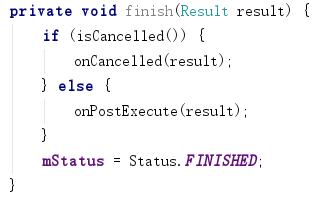 private void finish(Result result) {
    if (isCancelled()) {
        onCancelled(result);
    } else {
        onPostExecute(result);
    }
    mStatus = Status.FINISHED;
}